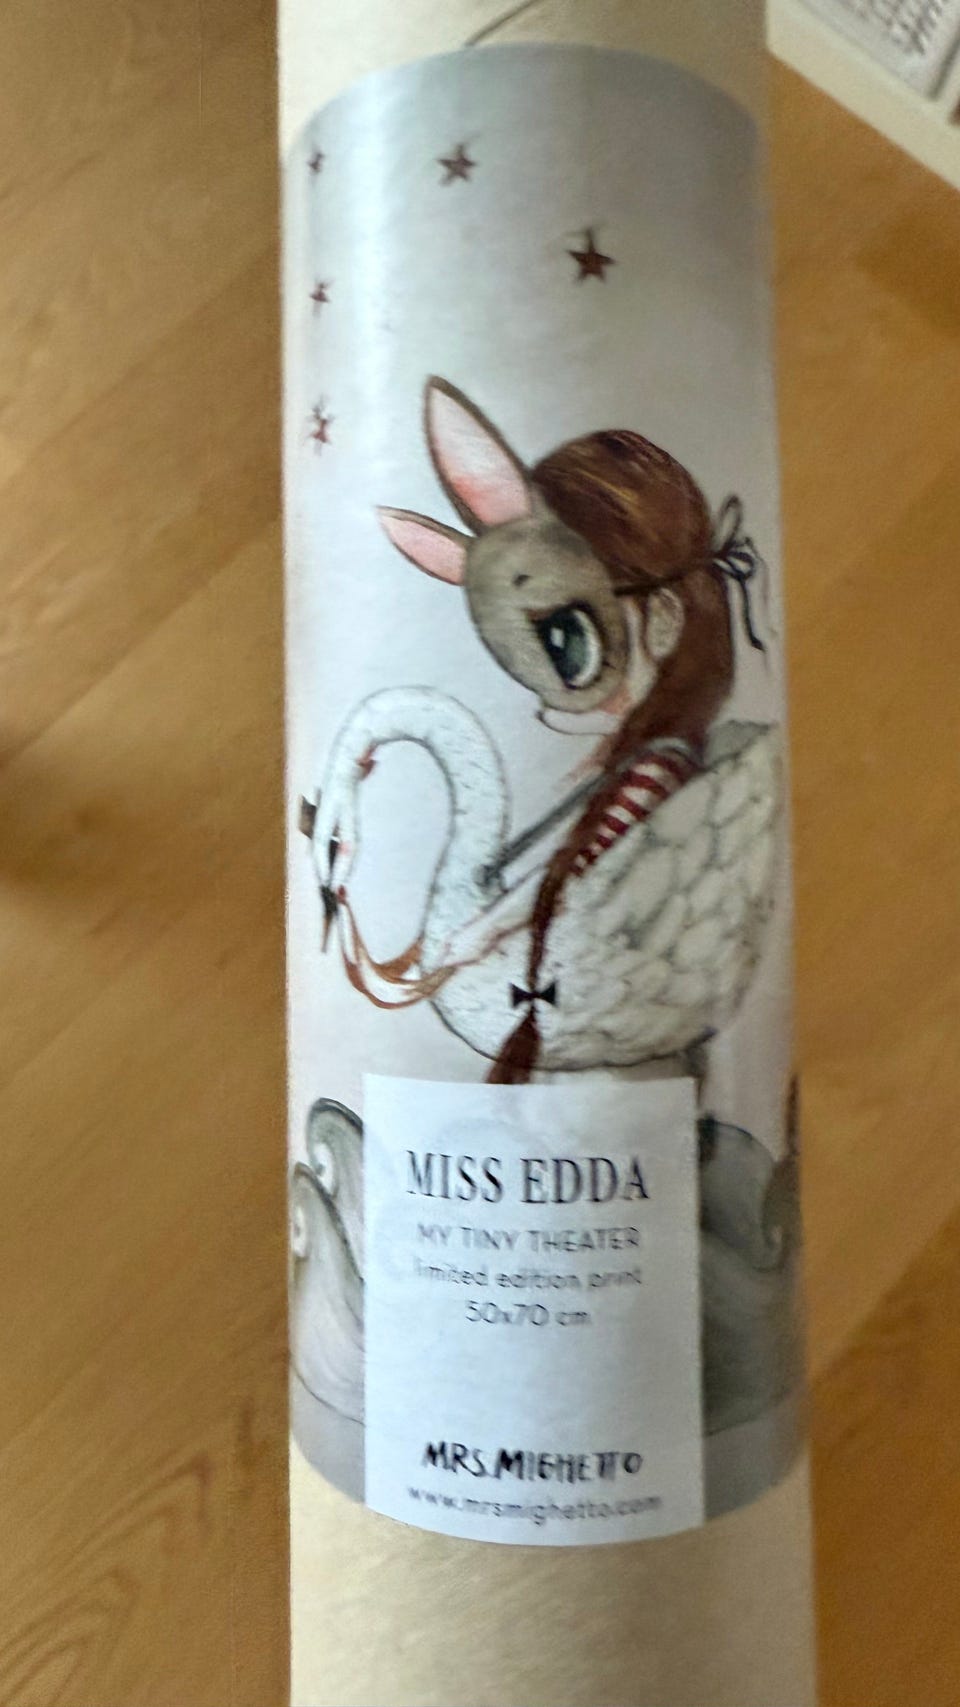 MISS EDDA
MY TINY THEATER
limited edition print
50x70 cm
MRS.MIGHETTO
www.mrsmighetto.com